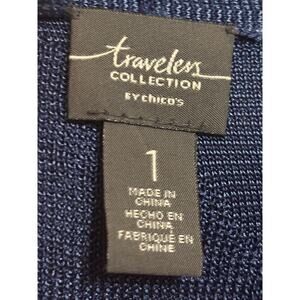 travelers
COLLECTION
BY CHICO'S
1
MADE IN
CHINA
HECHO EN
CHINA
FABRIQUÉ EN
CHINE